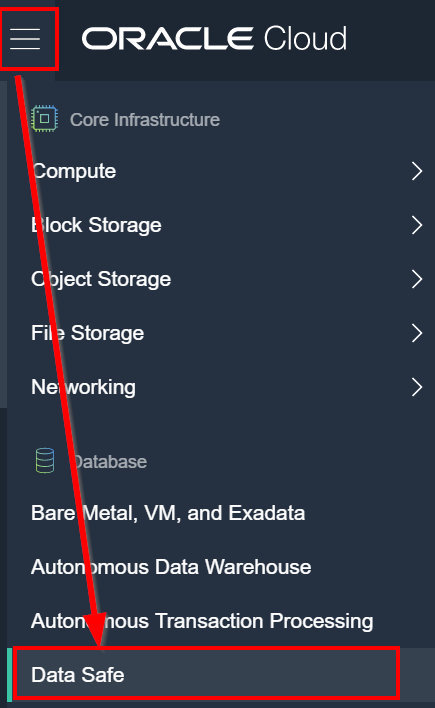 ORACLE Cloud
Core Infrastructure
Compute
Block Storage
Object Storage
File Storage
Networking
Database
Bare Metal, VM, and Exadata
Autonomous Data Warehouse
Autonomous Transaction Processing
Data Safe